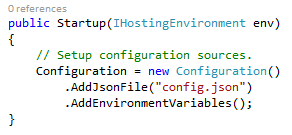 0 references
public Startup(IHostingEnvironment env)
{
    // Setup configuration sources.
    Configuration = new Configuration()
        .AddJsonFile("config.json")
        .AddEnvironmentVariables();
}